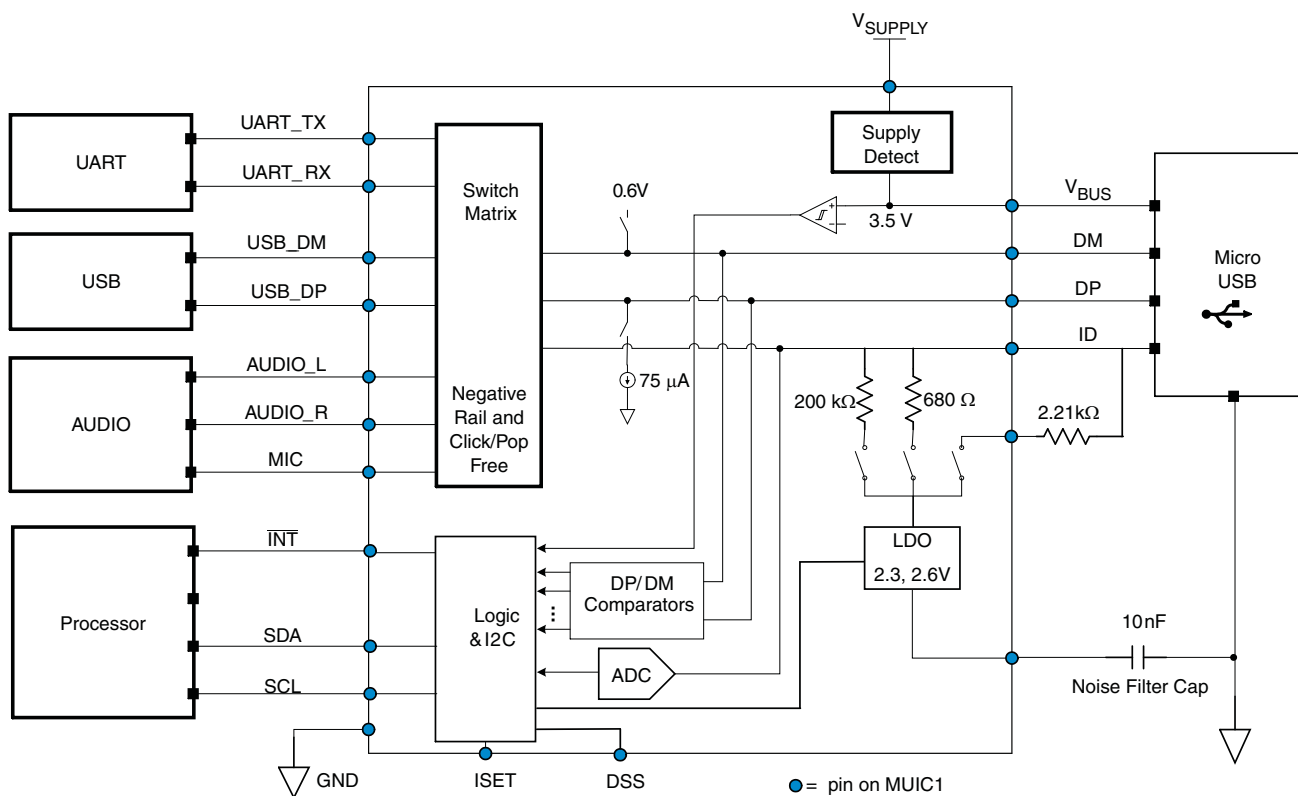 VSUPPLY
UART
UART_TX
UART_RX
Supply
Detect
Switch
Matrix
0.6V
3.5 V
VBUS
USB
USB_DM
USB_DP
DM
DP
ID
Micro
USB
AUDIO
AUDIO_L
AUDIO_R
MIC
Negative
Rail and
Click/Pop
Free
75 µA
200 kΩ
680 Ω
2.21kΩ
Processor
INT
SDA
SCL
Logic
& I2C
DP/DM
Comparators
ADC
LDO
2.3, 2.6V
10nF
Noise Filter Cap
GND
ISET
DSS
= pin on MUIC1